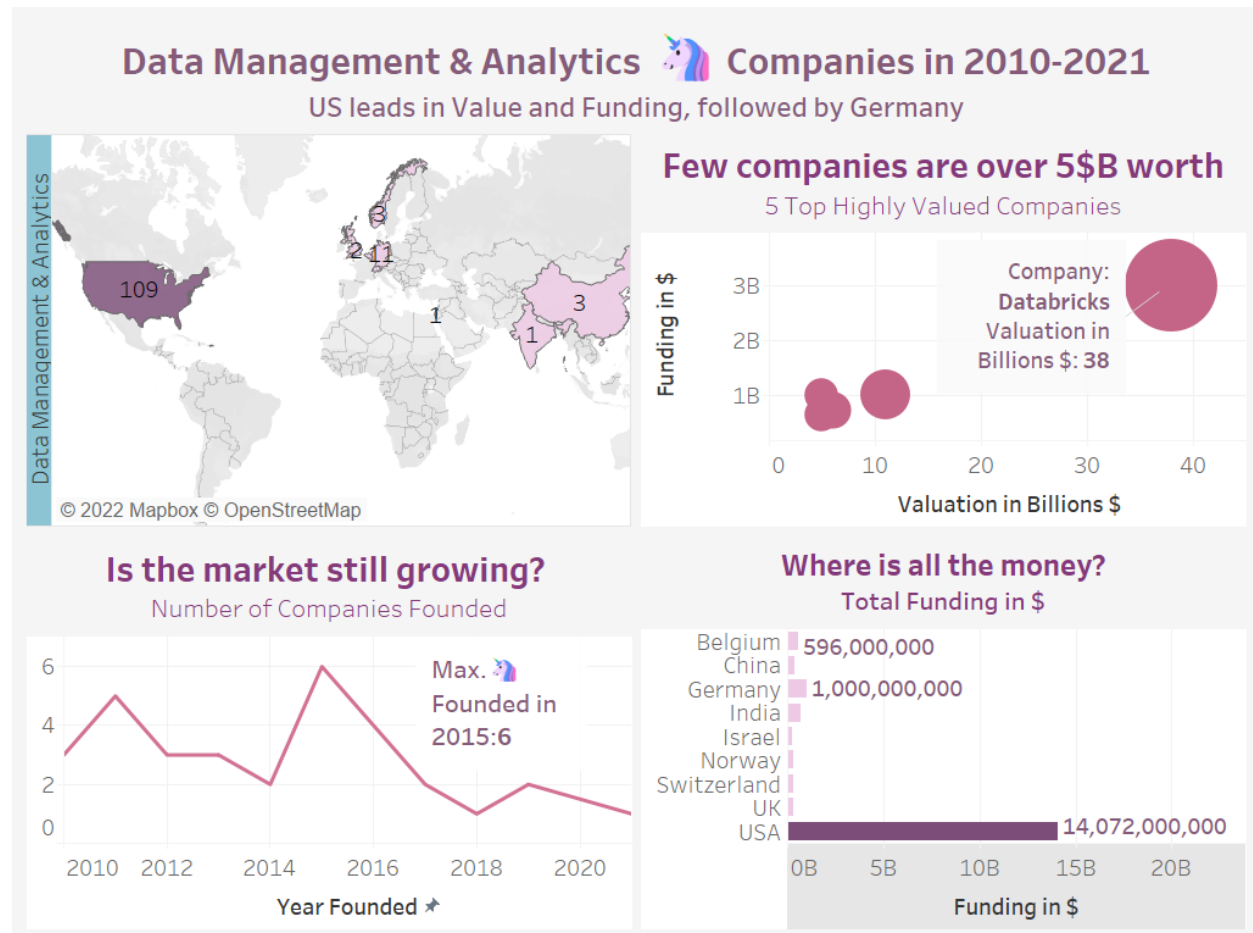 Data Management & Analytics 🦄 Companies in 2010-2021
US leads in Value and Funding, followed by Germany
Data Management & Analytics
109
3
2
11
1
3
1
© 2022 Mapbox © OpenStreetMap
Few companies are over 5$B worth
5 Top Highly Valued Companies
Funding in $
3B
2B
1B
Company:
Databricks
Valuation in
Billions $: 38
0
10
20
30
40
Valuation in Billions $
Is the market still growing?
Number of Companies Founded
6
4
2
0
Max. 🦄
Founded in
2015:6
2010
2012
2014
2016
2018
2020
Year Founded
Where is all the money?
Total Funding in $
Belgium 596,000,000
China
Germany 1,000,000,000
India
Israel
Norway
Switzerland
UK
USA 14,072,000,000
0B
5B
10B
15B
20B
Funding in $